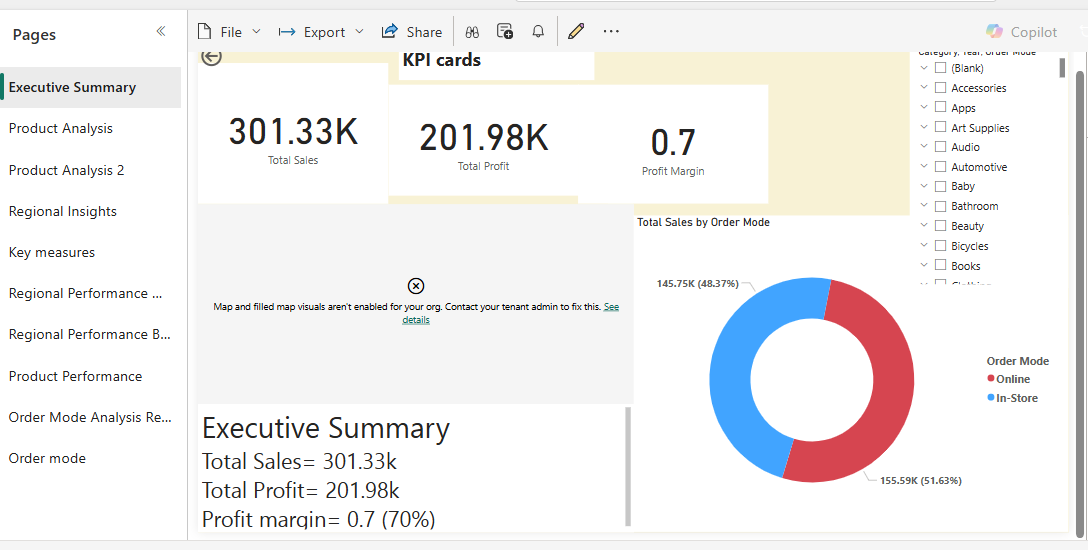 Pages
Executive Summary
Product Analysis
Product Analysis 2
Regional Insights
Key measures
Regional Performance ...
Regional Performance B...
Product Performance
Order Mode Analysis Re...
Order mode
File
Export
Share
Copilot
KPI cards
301.33K
Total Sales
201.98K
Total Profit
0.7
Profit Margin
Category, Year, Order Mode
(Blank)
Accessories
Apps
Art Supplies
Audio
Automotive
Baby
Bathroom
Beauty
Bicycles
Books
Clothing
Map and filled map visuals aren't enabled for your org. Contact your tenant admin to fix this. See
details
Total Sales by Order Mode
145.75K (48.37%)
155.59K (51.63%)
Order Mode
Online
In-Store
Executive Summary
Total Sales= 301.33k
Total Profit= 201.98k
Profit margin= 0.7 (70%)